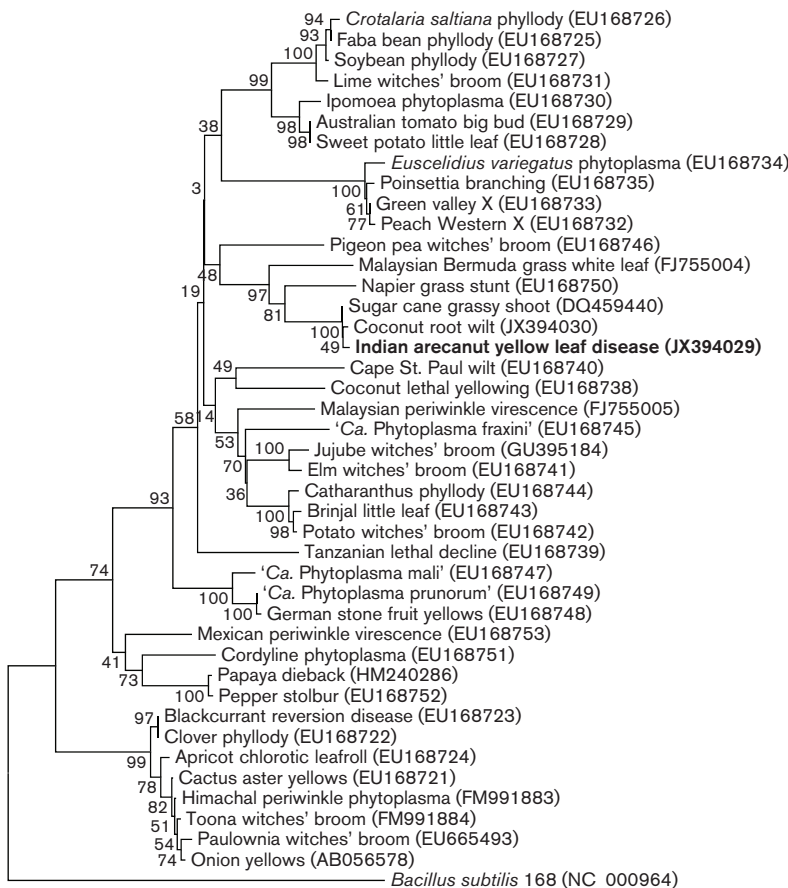 94 Crotalaria saltiana phyllody (EU168726)
93 Faba bean phyllody (EU168725)
Soybean phyllody (EU168727)
100
Lime witches’ broom (EU168731)
99
Ipomoea phytoplasma (EU168730)
Australian tomato big bud (EU168729)
98
38
98 Sweet potato little leaf (EU168728)
Euscelidius variegatus phytoplasma (EU168734)
Poinsettia branching (EU168735)
100
3
Green valley X (EU168733)
61
Peach Western X (EU168732)
77
Pigeon pea witches’ broom (EU168746)
Malaysian Bermuda grass white leaf (FJ755004)
48
Napier grass stunt (EU168750)
97
19
Sugar cane grassy shoot (DQ459440)
81
Coconut root wilt (JX394030)
100
49 Indian arecanut yellow leaf disease (JX394029)
49 Cape St. Paul wilt (EU168740)
Coconut lethal yellowing (EU168738)
Malaysian periwinkle virescence (FJ755005)
58 14
‘Ca. Phytoplasma fraxini’ (EU168745)
53
100 Jujube witches’ broom (GU395184)
70
Elm witches’ broom (EU168741)
Catharanthus phyllody (EU168744)
36
93
Brinjal little leaf (EU168743)
100
98 Potato witches’ broom (EU168742)
Tanzanian lethal decline (EU168739)
74
‘Ca. Phytoplasma mali’ (EU168747)
‘Ca. Phytoplasma prunorum’ (EU168749)
100
100 German stone fruit yellows (EU168748)
Mexican periwinkle virescence (EU168753)
Cordyline phytoplasma (EU168751)
41
Papaya dieback (HM240286)
73
100 Pepper stolbur (EU168752)
97 Blackcurrant reversion disease (EU168723)
Clover phyllody (EU168722)
Apricot chlorotic leafroll (EU168724)
99
Cactus aster yellows (EU168721)
78
Himachal periwinkle phytoplasma (FM991883)
82
Toona witches’ broom (FM991884)
51
Paulownia witches’ broom (EU665493)
54
74 Onion yellows (AB056578)
Bacillus subtilis 168 (NC 000964)